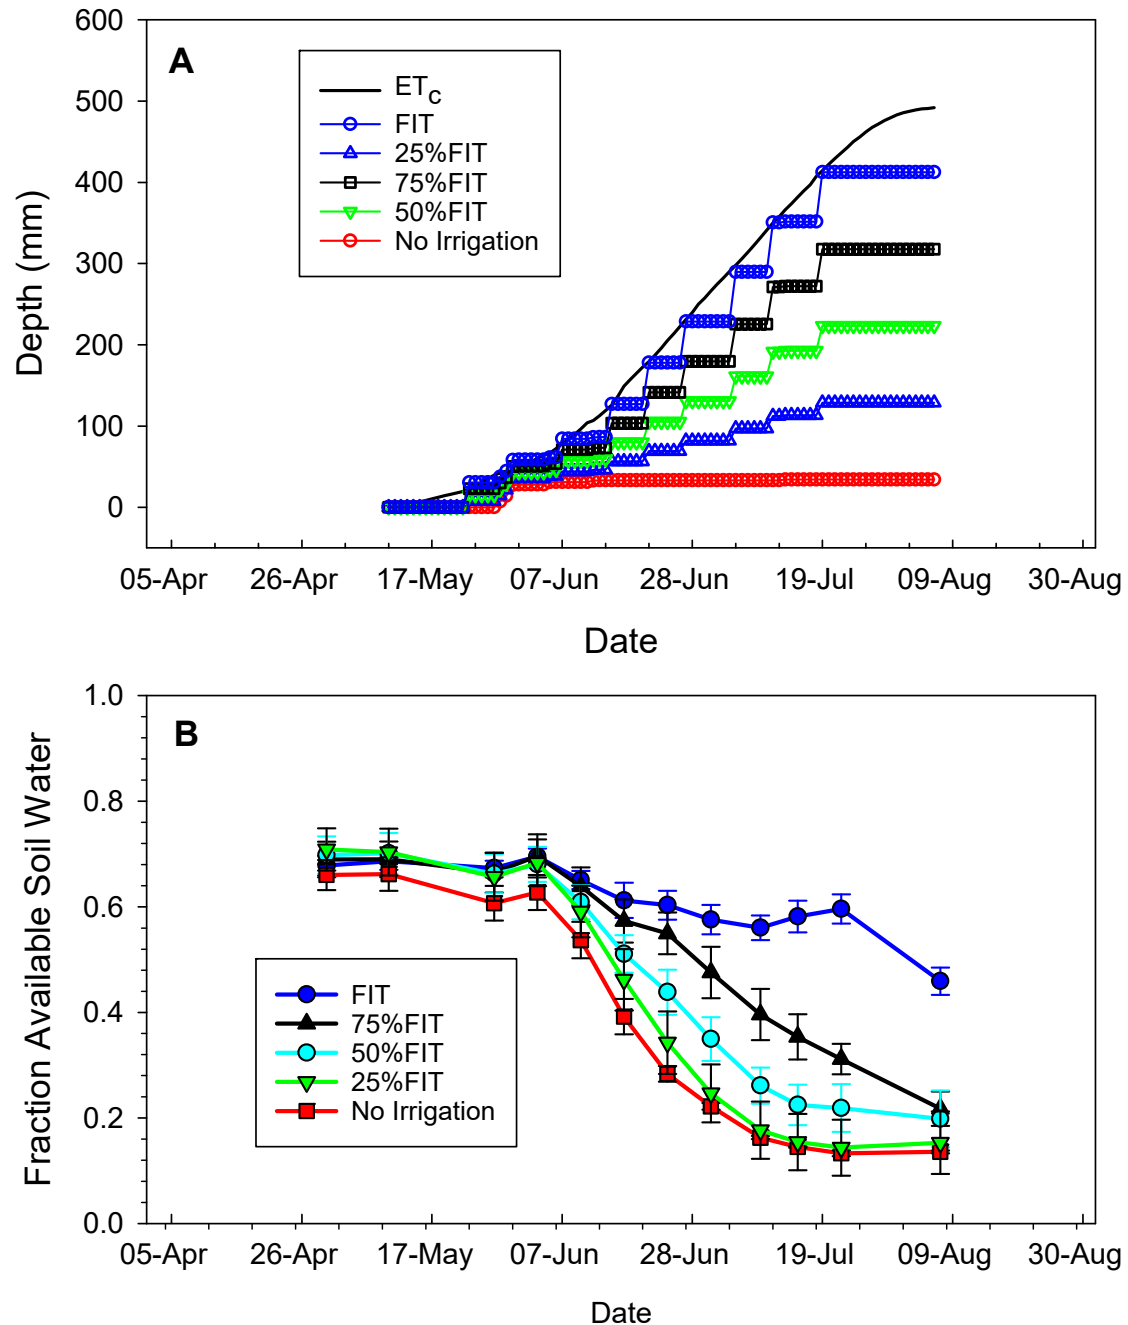 600
500
400
300
200
100
0
Depth (mm)
A
ETc
FIT
25%FIT
75%FIT
50%FIT
No Irrigation
05-Apr 26-Apr 17-May 07-Jun 28-Jun 19-Jul 09-Aug 30-Aug
Date
1.0
0.8
0.6
0.4
0.2
0.0
Fraction Available Soil Water
B
FIT
75%FIT
50%FIT
25%FIT
No Irrigation
05-Apr 26-Apr 17-May 07-Jun 28-Jun 19-Jul 09-Aug 30-Aug
Date